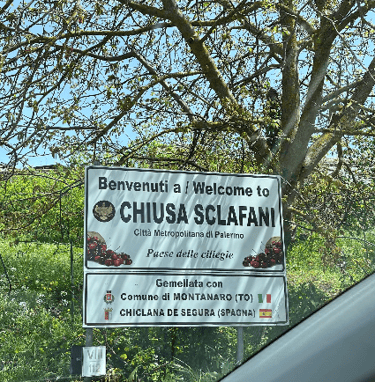 Benvenuti a / Welcome to
CHIUSA SCLAFANI
Città Metropolitana di Palermo
Paese delle ciliegie
Gemellata con
Comune di MONTANARO (TO)
CHICLANA DE SEGURA (SPAGNA)
VIII